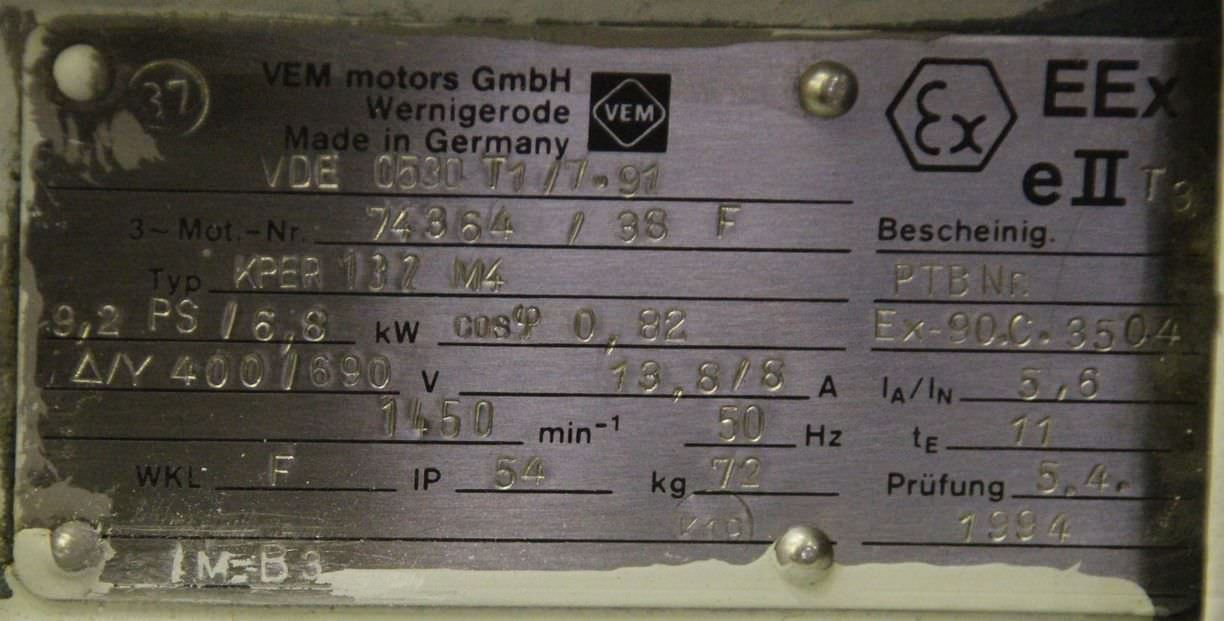 37
VEM motors GmbH
Wernigerode
Made in Germany
VEM
VDE 0530 T1/7.91
3~ Mot.-Nr. 74364 / 38 F
Typ KPER 132 M4
9,2 PS / 6,8 kW cosφ 0,82
Δ/Y 400/690 V 13,8/8 A
1450 min⁻¹ 50 Hz
WKL F IP 54 kg 72
IM-B3
Ex EEx
e II T3
Bescheinig.
PTB Nr.
Ex-90.C.3504
IA/IN 5,6
tE 11
Prüfung 5.4.
1994